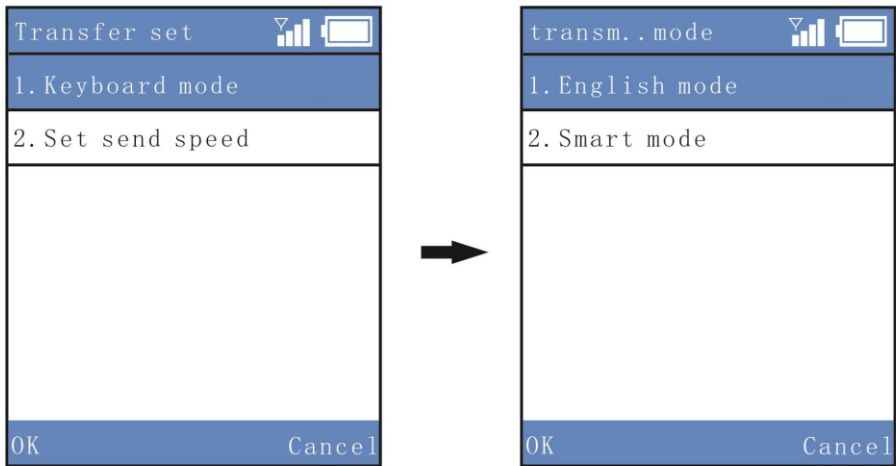 Transfer set
1.Keyboard mode
2.Set send speed
OK Cancel
transm..mode
1.English mode
2.Smart mode
OK Cancel